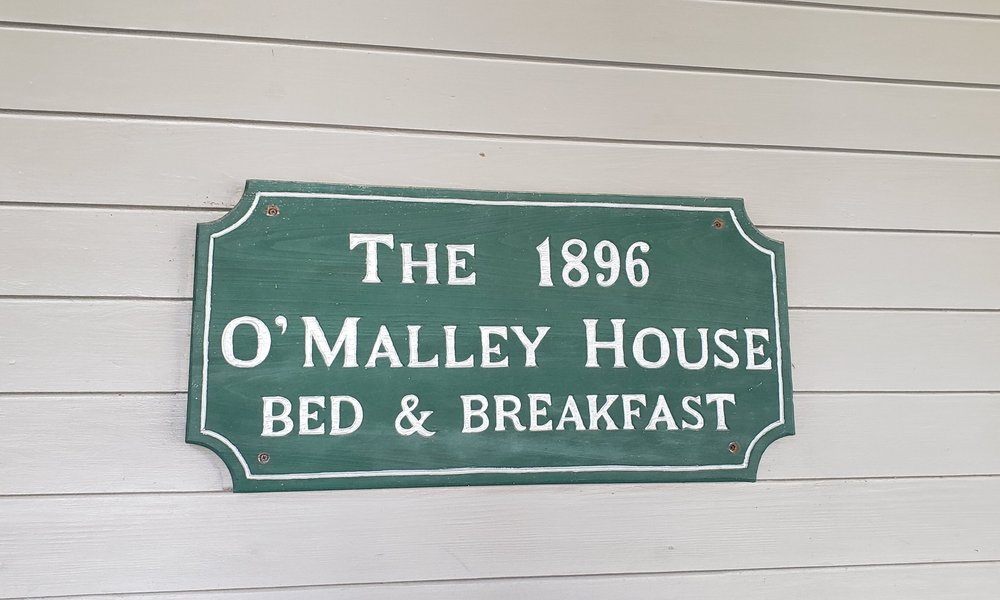 THE 1896
O'MALLEY HOUSE
BED & BREAKFAST